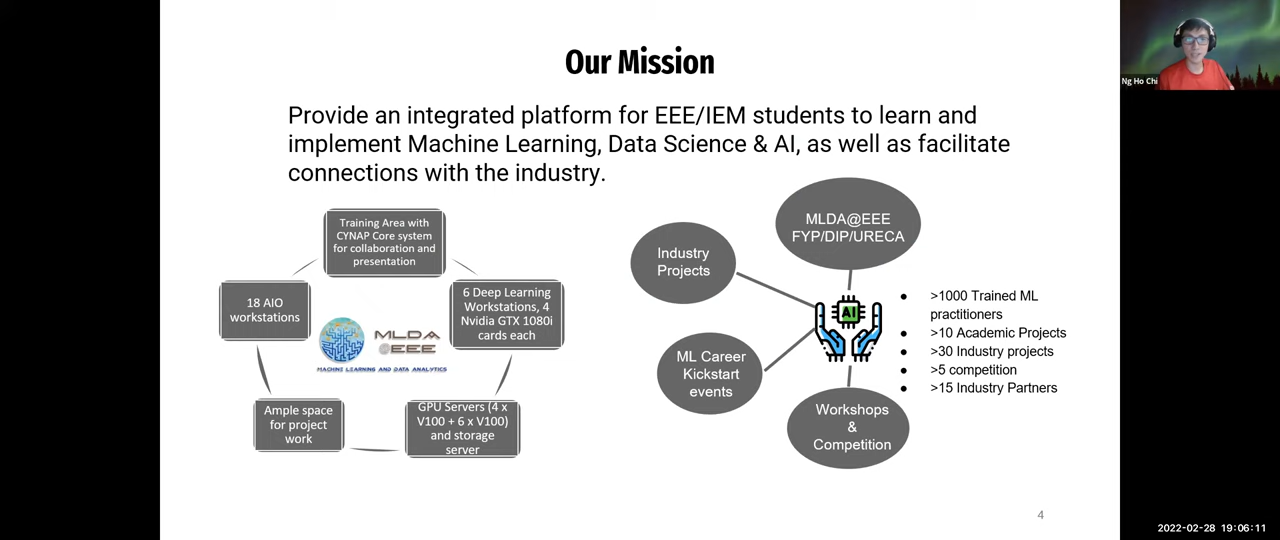 Our Mission
Provide an integrated platform for EEE/IEM students to learn and
implement Machine Learning, Data Science & AI, as well as facilitate
connections with the industry.
Training Area with
CYNAP Core system
for collaboration and
presentation
18 AIO
workstations
6 Deep Learning
Workstations, 4
Nvidia GTX 1080i
cards each
MLDA
@EEE
MACHINE LEARNING AND DATA ANALYTICS
Ample space
for project
work
GPU Servers (4 x
V100 + 6 x V100)
and storage
server
MLDA@EEE
FYP/DIP/URECA
Industry
Projects
ML Career
Kickstart
events
AI
Workshops
&
Competition
● >1000 Trained ML
practitioners
● >10 Academic Projects
● >30 Industry projects
● >5 competition
● >15 Industry Partners
4
Ng Ho Chi
2022-02-28 19:06:11